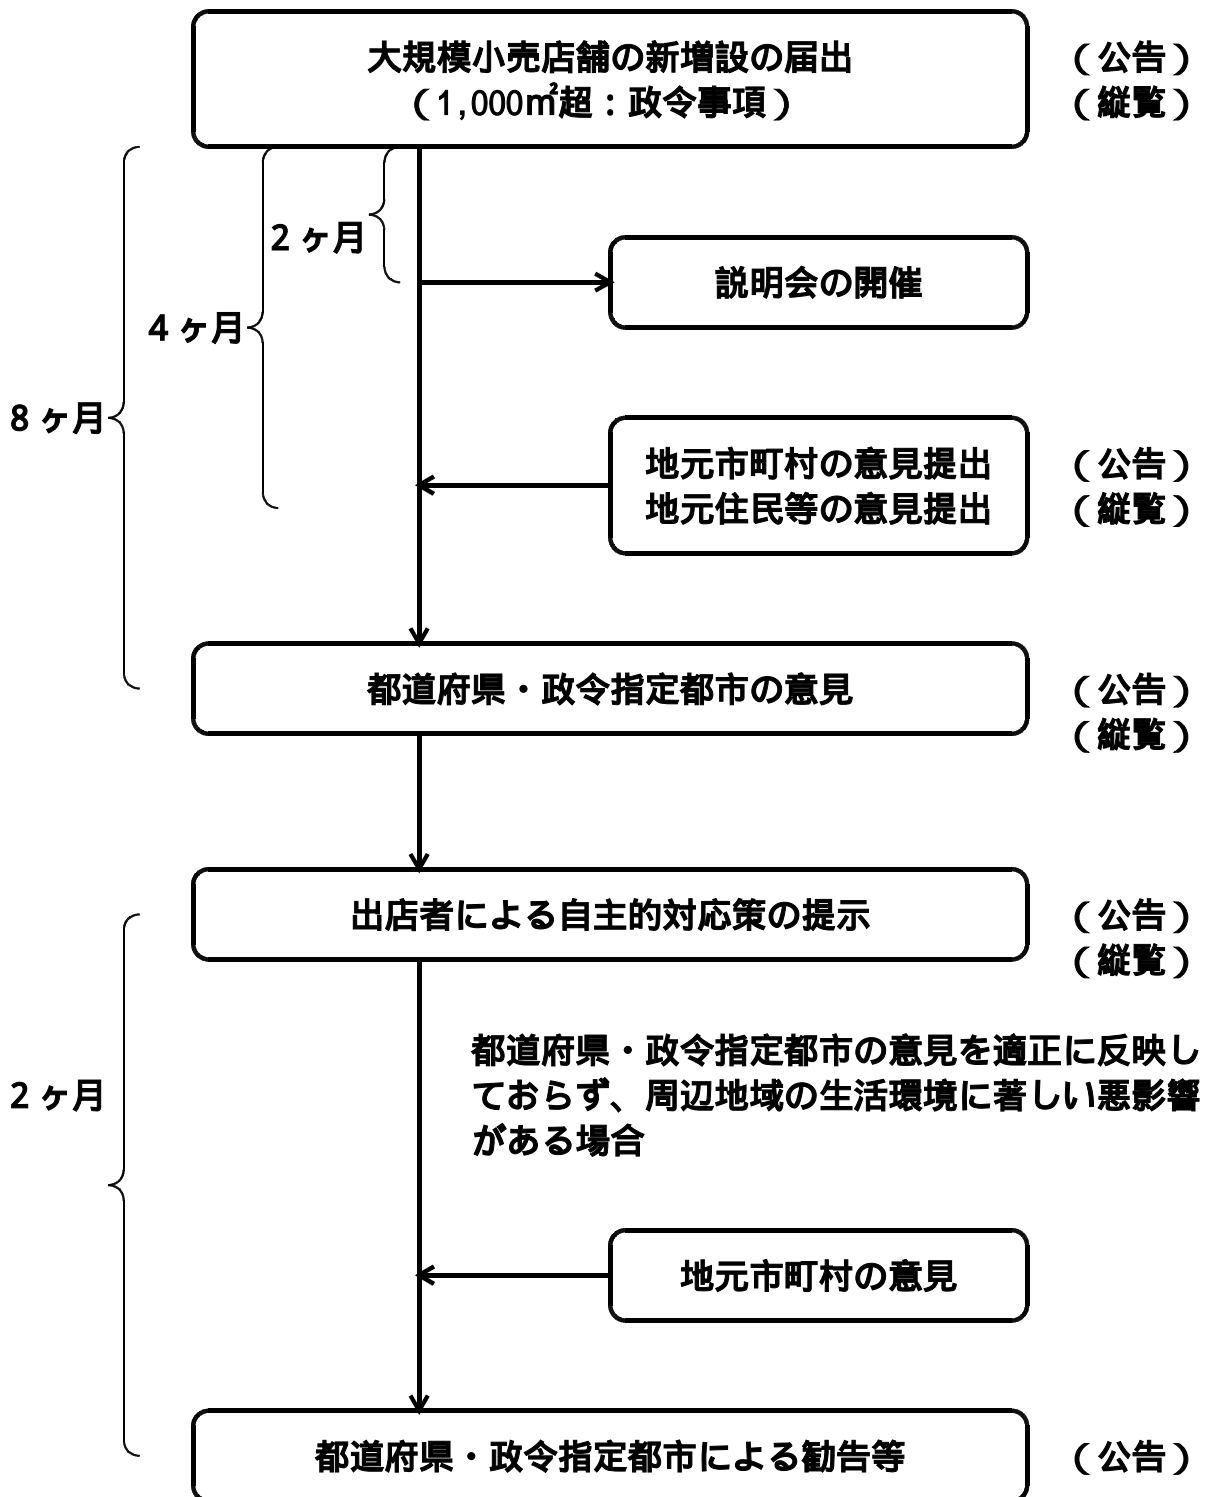 大規模小売店舗の新増設の届出
（1,000㎡超：政令事項）
（公告）
（縦覧）
2ヶ月
説明会の開催
4ヶ月
8ヶ月
地元市町村の意見提出
地元住民等の意見提出
（公告）
（縦覧）
都道府県・政令指定都市の意見
（公告）
（縦覧）
出店者による自主的対応策の提示
（公告）
（縦覧）
都道府県・政令指定都市の意見を適正に反映し
ておらず、周辺地域の生活環境に著しい悪影響
がある場合
2ヶ月
地元市町村の意見
都道府県・政令指定都市による勧告等
（公告）